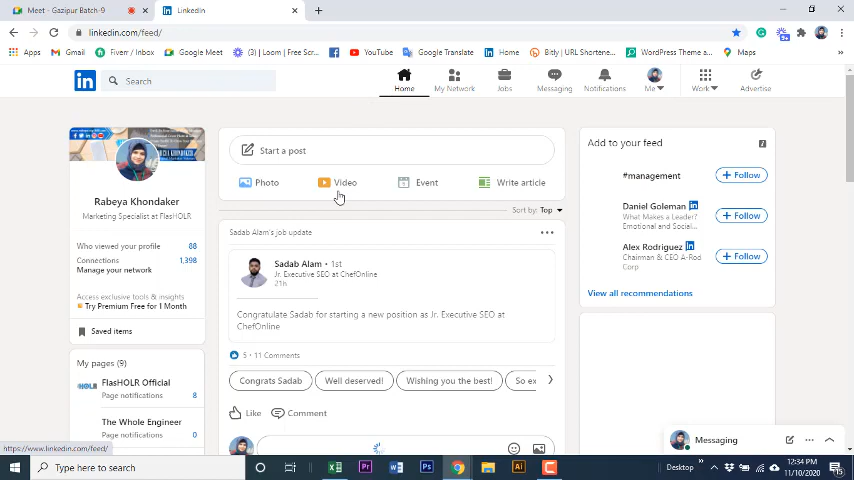 Meet - Gazipur Batch-9
LinkedIn
linkedin.com/feed/
Apps
Gmail
Fiverr / Inbox
Google Meet
(Loom | Free Scr...
YouTube
Google Translate
Home
Bitly | URL Shortene...
WordPress Theme a...
Maps
Search
Home
My Network
Jobs
Messaging
Notifications
Me
Work
Advertise
Rabeya Khondaker
Marketing Specialist at FlasHOLR
Who viewed your profile 88
Connections 1,398
Manage your network
Access exclusive tools & insights
Try Premium Free for 1 Month
Saved items
My pages (9)
FlasHOLR Official
Page notifications 8
The Whole Engineer
Page notifications 0
Start a post
Photo
Video
Event
Write article
Sort by: Top
Sadab Alam's job update
Sadab Alam • 1st
Jr. Executive SEO at ChefOnline
21h
Congratulate Sadab for starting a new position as Jr. Executive SEO at
ChefOnline
5 • 11 Comments
Congrats Sadab
Well deserved!
Wishing you the best!
So ex
Like
Comment
Add to your feed
#management
+ Follow
Daniel Goleman
What Makes a Leader?
Emotional and Social...
+ Follow
Alex Rodriguez
Chairman & CEO A-Rod
Corp
+ Follow
View all recommendations
Messaging
https://www.linkedin.com/feed/
Type here to search
Desktop
12:34 PM
11/10/2020